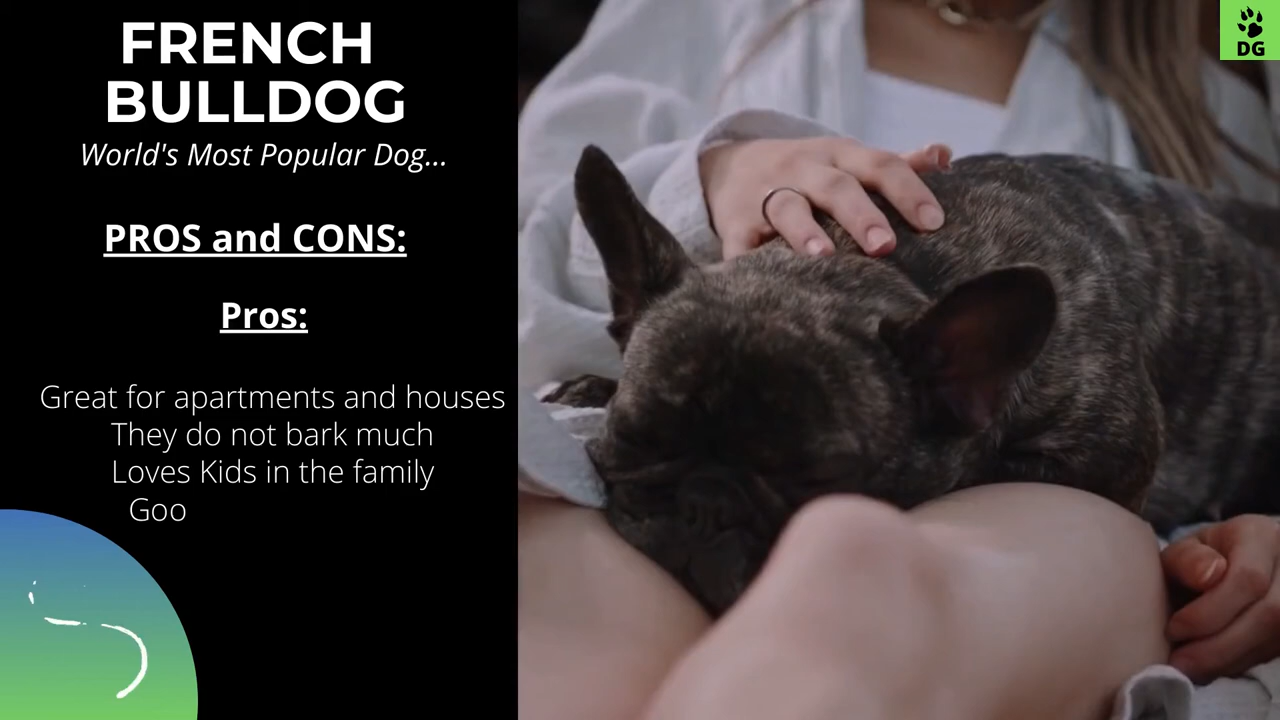 FRENCH
BULLDOG
World's Most Popular Dog...
PROS and CONS:
Pros:
Great for apartments and houses
They do not bark much
Loves Kids in the family
Goo
DG